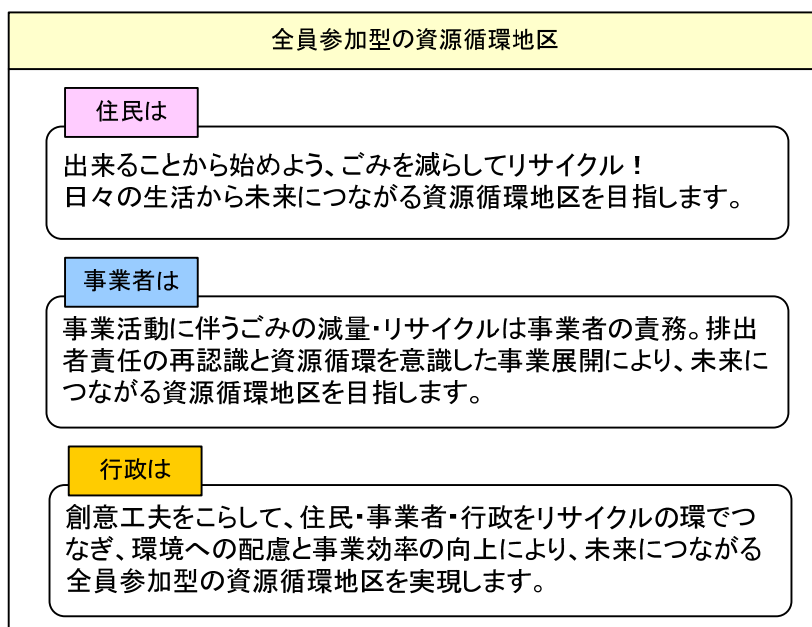 全員参加型の資源循環地区
住民は
出来ることから始めよう、ごみを減らしてリサイクル！
日々の生活から未来につながる資源循環地区を目指します。
事業者は
事業活動に伴うごみの減量・リサイクルは事業者の責務。排出
者責任の再認識と資源循環を意識した事業展開により、未来に
つながる資源循環地区を目指します。
行政は
創意工夫をこらして、住民・事業者・行政をリサイクルの環でつ
なぎ、環境への配慮と事業効率の向上により、未来につながる
全員参加型の資源循環地区を実現します。